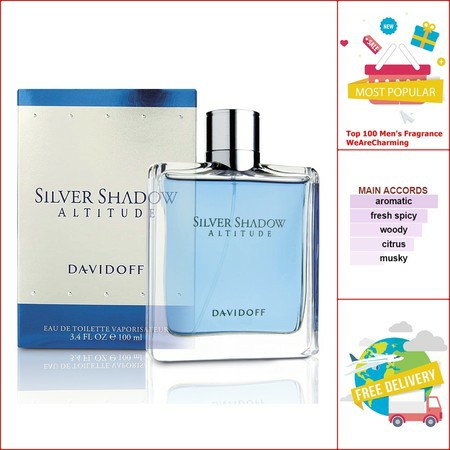 SILVER SHADOW
ALTITUDE
DAVIDOFF
EAU DE TOILETTE VAPORISATEUR
3.4 FL OZ ℮ 100 ml
SILVER SHADOW
ALTITUDE
DAVIDOFF
NEW
SALE
MOST POPULAR
Top 100 Men's Fragrance
WeAreCharming
MAIN ACCORDS
aromatic
fresh spicy
woody
citrus
musky
FREE DELIVERY